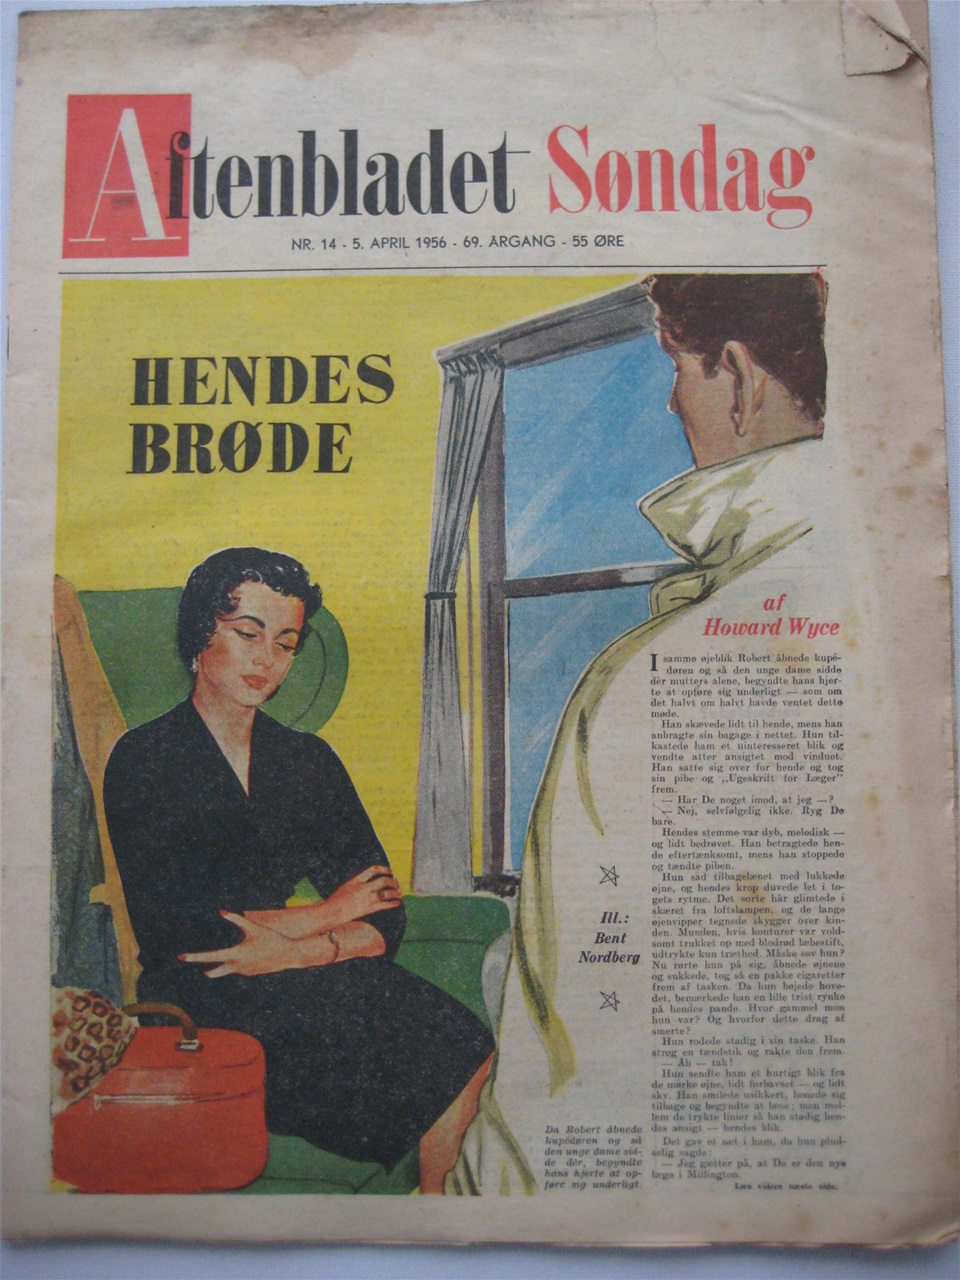 Aftenbladet Søndag
NR. 14 - 5. APRIL 1956 - 69. ÅRGANG - 55 ØRE
HENDES
BRØDE
af
Howard Wyce
I samme øjeblik Robert åbnede kupé-
døren og så den unge dame sidde
dèr mutters alene, begyndte hans hjer-
te at opføre sig underligt — som om
det halvt om halvt havde ventet dette
møde.
Han skævede lidt til hende, mens han
anbragte sin bagage i nettet. Hun til-
kastede ham et uinteresseret blik og
vendte atter ansigtet mod vinduet.
Han satte sig over for hende og tog
sin pibe og „Ugeskrift for Læger"
frem.
— Har De noget imod, at jeg —?
— Nej, selvfølgelig ikke. Ryg De
bare.
Hendes stemme var dyb, melodisk —
og lidt bedrøvet. Han betragtede hen-
de eftertænksomt, mens han stoppede
og tændte piben.
Hun sad tilbagelænet med lukkede
øjne, og hendes krop duvede let i to-
gets rytme. Det sorte hår glimtede i
skæret fra loftslampen, og de lange
øjenvipper tegnede skygger over kin-
den. Munden, hvis konturer var vold-
somt trukket op med blodrød læbestift,
udtrykte kun træthed. Måske sov hun?
Nu rørte hun på sig, åbnede øjnene
og sukkede, tog så en pakke cigaretter
frem af tasken. Da hun bøjede hove-
det, bemærkede han en lille trist rynke
på hendes pande. Hvor gammel mon
hun var? Og hvorfor dette drag af
smerte?
Hun rodede stadig i sin taske. Han
strøg en tændstik og rakte den frem.
— Åh — tak!
Hun sendte ham et hurtigt blik fra
de mørke øjne, lidt forbavset — og lidt
sky. Han smilede usikkert, lænede sig
tilbage og begyndte at læse; men mel-
lem de trykte linier så han stadig hen-
des ansigt — hendes blik.
Det gav et sæt i ham, da hun plud-
selig sagde:
— Jeg gætter på, at De er den nye
læge i Millington.
Læs videre næste side.
Ill.:
Bent
Nordberg
Da Robert åbnede
kupédøren og så
den unge dame sid-
de dèr, begyndte
hans hjerte at op-
føre sig underligt.